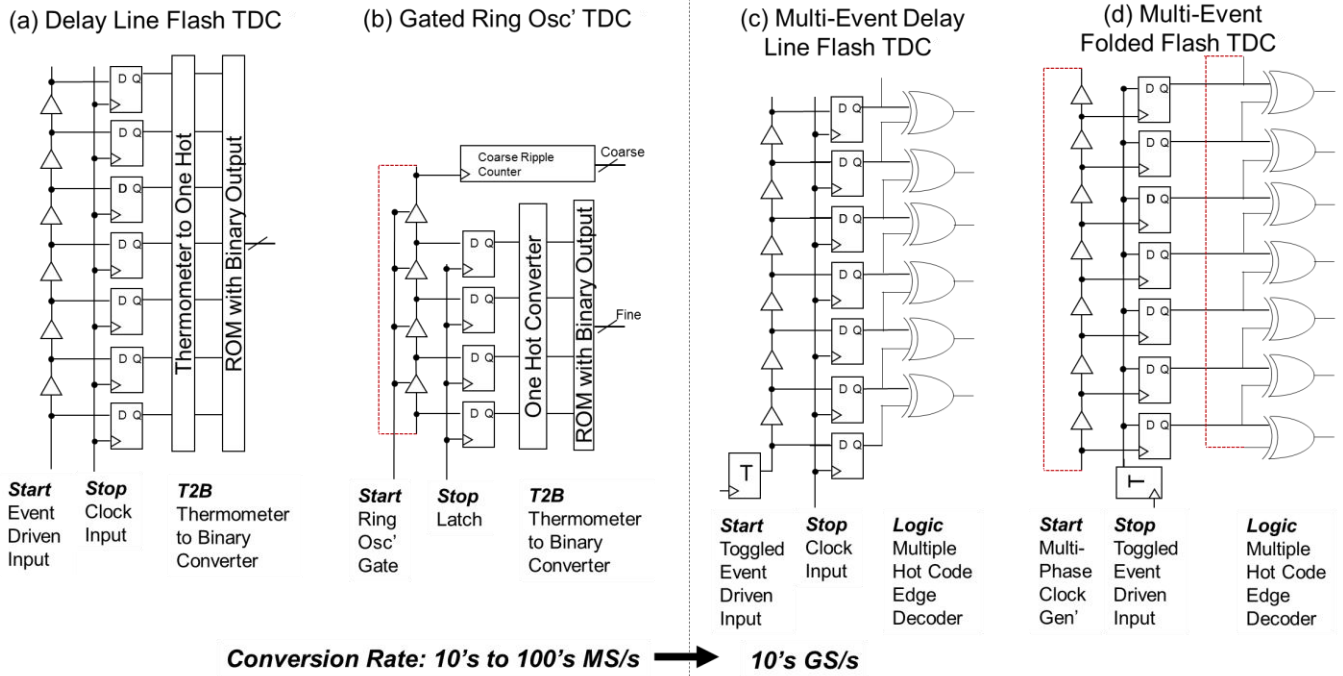 (a) Delay Line Flash TDC
D Q
D Q
D Q
D Q
D Q
D Q
D Q
Thermometer to One Hot
ROM with Binary Output
Start
Event
Driven
Input
Stop
Clock
Input
T2B
Thermometer
to Binary
Converter
(b) Gated Ring Osc' TDC
Coarse Ripple
Counter
Coarse
D Q
D Q
D Q
D Q
One Hot Converter
ROM with Binary Output
Fine
Start
Ring
Osc'
Gate
Stop
Latch
T2B
Thermometer
to Binary
Converter
(c) Multi-Event Delay
Line Flash TDC
D Q
D Q
D Q
D Q
D Q
D Q
D Q
T
Start
Toggled
Event
Driven
Input
Stop
Clock
Input
Logic
Multiple
Hot Code
Edge
Decoder
(d) Multi-Event
Folded Flash TDC
D Q
D Q
D Q
D Q
D Q
D Q
D Q
T
Start
Multi-
Phase
Clock
Gen'
Stop
Toggled
Event
Driven
Input
Logic
Multiple
Hot Code
Edge
Decoder
Conversion Rate: 10's to 100's MS/s
10's GS/s